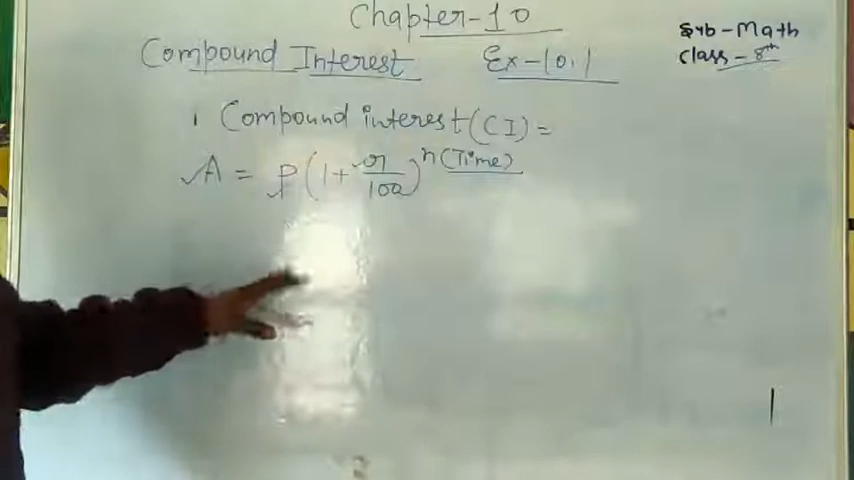 Chapter-10
Sub-Math
Class-8th
Compound Interest Ex-10.1
1 Compound interest (CI) =
A = P(1+r/100)^n(Time)